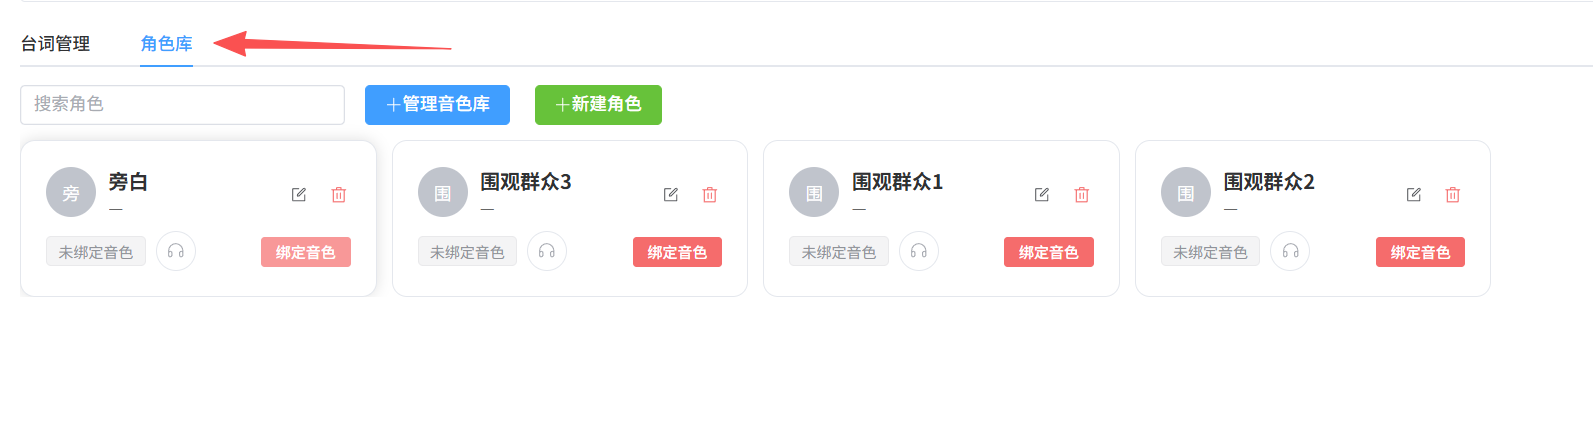 台词管理 角色库
搜索角色 +管理音色库 +新建角色
旁 旁白 围 围观群众3 围 围观群众1 围 围观群众2
— — — —
未绑定音色 绑定音色 未绑定音色 绑定音色 未绑定音色 绑定音色 未绑定音色 绑定音色